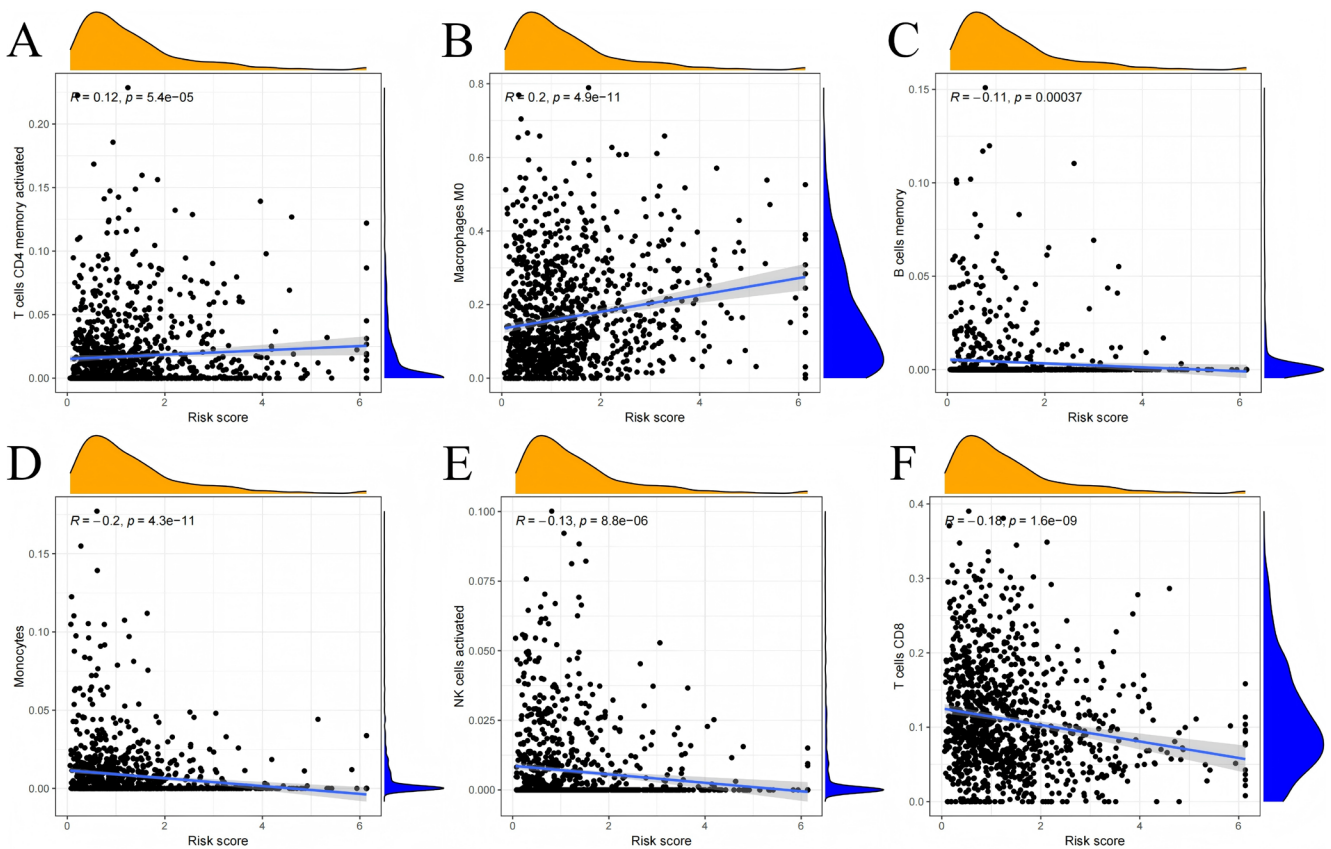 A
R = 0.12, p = 5.4e−05
T cells CD4 memory activated
0.20
0.15
0.10
0.05
0.00
0 2 4 6
Risk score
B
R = 0.2, p = 4.9e−11
Macrophages M0
0.8
0.6
0.4
0.2
0.0
0 2 4 6
Risk score
C
R = −0.11, p = 0.00037
B cells memory
0.15
0.10
0.05
0.00
0 2 4 6
Risk score
D
R = −0.2, p = 4.3e−11
Monocytes
0.15
0.10
0.05
0.00
0 2 4 6
Risk score
E
R = −0.13, p = 8.8e−06
NK cells activated
0.100
0.075
0.050
0.025
0.000
0 2 4 6
Risk score
F
R = −0.18, p = 1.6e−09
T cells CD8
0.4
0.3
0.2
0.1
0.0
0 2 4 6
Risk score